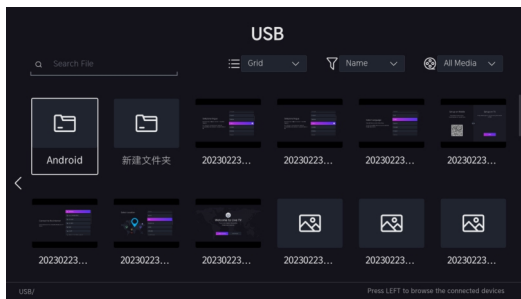 USB
Search File
Grid
Name
All Media
Android
新建文件夹
20230223...
20230223...
20230223...
20230223...
20230223...
20230223...
20230223...
20230223...
20230223...
20230223...
USB/
Press LEFT to browse the connected devices